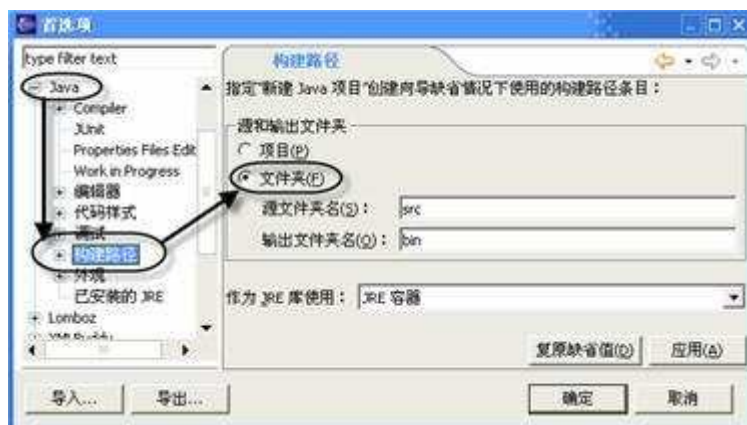 首选项
type filter text
Java
Compiler
JUnit
Properties Files Edit
Work in Progress
编辑器
代码样式
调试
构建路径
外观
已安装的 JRE
Lomboz
构建路径
指定"新建 Java 项目"创建向导缺省情况下使用的构建路径条目：
源和输出文件夹
项目(P)
文件夹(F)
源文件夹名(S)： src
输出文件夹名(O)： bin
作为 JRE 库使用： JRE 容器
复原缺省值(D) 应用(A)
导入... 导出... 确定 取消